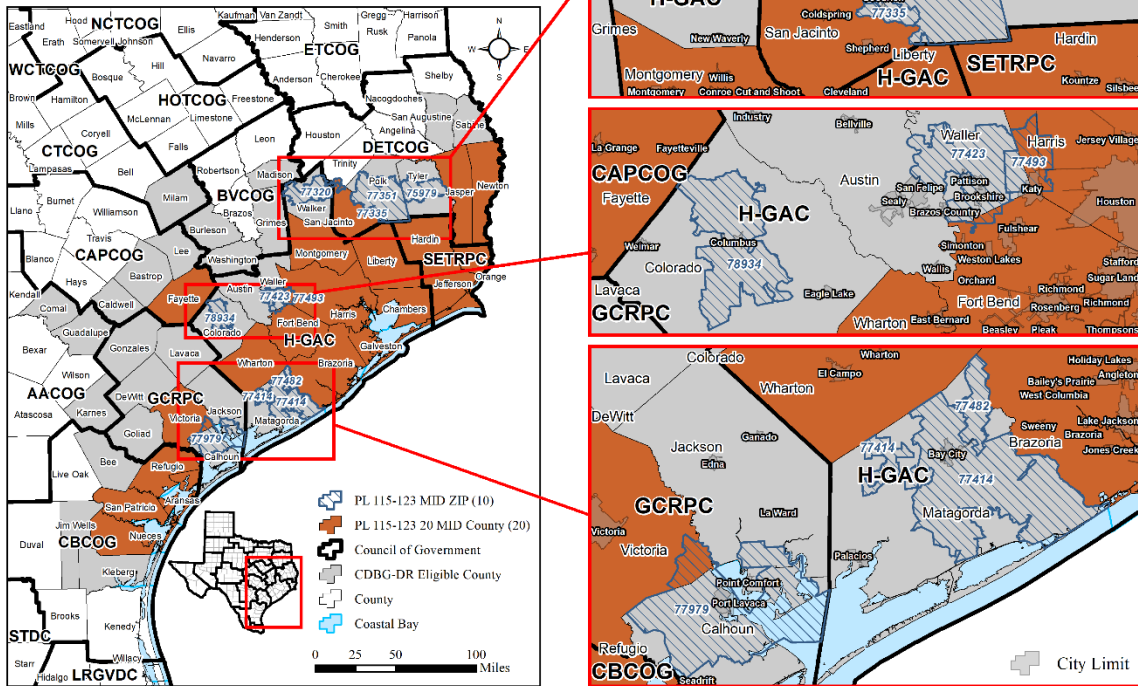 NCTCOG
Hood
Kaufman
Van Zandt
Smith
Gregg
Harrison
Eastland
Erath
Somervell
Johnson
Ellis
Henderson
Rusk
Panola
Navarro
ETCOG
WCTCOG
Hill
Bosque
Anderson
Cherokee
Shelby
Brown
Hamilton
HOTCOG
Freestone
Nacogdoches
McLennan
Limestone
San Augustine
Mills
Coryell
Leon
Houston
Angelina
Sabine
CTCOG
Falls
DETCOG
Lampasas
Bell
Robertson
Madison
Trinity
Polk
Tyler
Milam
BVCOG
77320
77351
75979
Jasper
Newton
Llano
Burnet
Williamson
Brazos
Walker
San Jacinto
77335
Burleson
Grimes
Travis
Hardin
CAPCOG
Lee
Washington
Montgomery
Liberty
SETRPC
Blanco
Bastrop
Orange
Hays
Waller
Jefferson
Kendall
Austin
77423
77493
Caldwell
Fayette
Harris
Chambers
Comal
78934
Guadalupe
Colorado
Fort Bend
Gonzales
H-GAC
Bexar
Lavaca
Galveston
Wharton
Brazoria
Wilson
AACOG
DeWitt
77482
GCRPC
77414
77414
Atascosa
Karnes
Jackson
Victoria
Matagorda
Goliad
77979
Calhoun
Bee
Live Oak
Refugio
Aransas
San Patricio
Jim Wells
Nueces
Duval
CBCOG
Kleberg
Brooks
Kenedy
STDC
Starr
Willacy
Hidalgo
LRGVDC
N
W
E
S
PL 115-123 MID ZIP (10)
PL 115-123 20 MID County (20)
Council of Government
CDBG-DR Eligible County
County
Coastal Bay
0
50
100
Miles
H-GAC
77335
Coldspring
Grimes
New Waverly
San Jacinto
Hardin
Shepherd
Liberty
SETRPC
Montgomery
Willis
H-GAC
Kountze
Montgomery
Conroe
Cut and Shoot
Cleveland
Silsbee
Industry
Bellville
Waller
77423
Harris
La Grange
Fayetteville
Jersey Village
77493
CAPCOG
Austin
Fayette
San Felipe
Pattison
Katy
Sealy
Brookshire
Houston
H-GAC
Brazos Country
Fulshear
Weimar
Columbus
Simonton
Stafford
Weston Lakes
Colorado
78934
Wallis
Sugar Land
Orchard
Richmond
Lavaca
Eagle Lake
Fort Bend
Rosenberg
Richmond
GCRPC
Wharton
East Bernard
Beasley
Pleak
Thompsons
Colorado
Wharton
Holiday Lakes
Lavaca
El Campo
Angleton
Wharton
Bailey's Prairie
West Columbia
DeWitt
77482
Lake Jackson
Sweeny
Brazoria
Jackson
Ganado
77414
Brazoria
Jones Creek
Edna
Bay City
H-GAC
77414
GCRPC
La Ward
Matagorda
Victoria
Victoria
Palacios
Point Comfort
Port Lavaca
77979
Calhoun
Refugio
CBCOG
Seadrift
City Limit